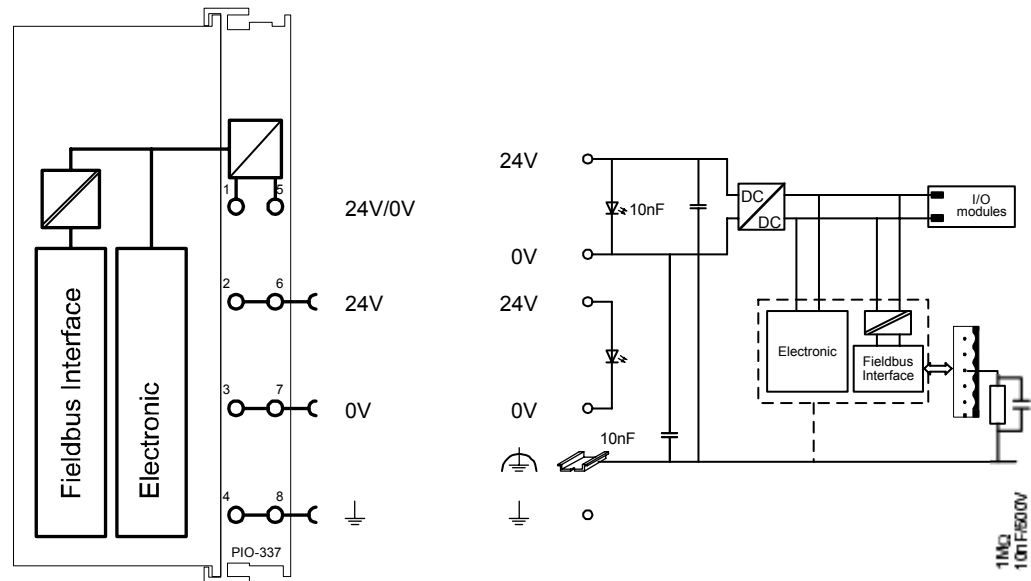 1
5
24V/0V
2
6
24V
3
7
0V
4
8
PIO-337
Fieldbus Interface
Electronic
24V
10nF
0V
24V
0V
10nF
DC
DC
I/O
modules
Electronic
Fieldbus
Interface
1MΩ
10nF/500V